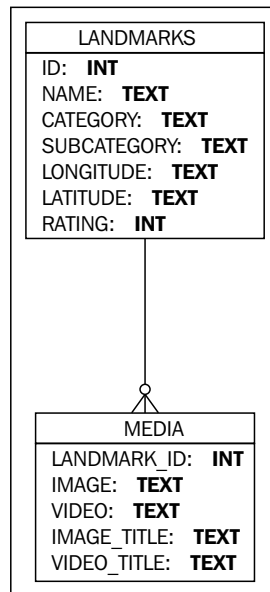 LANDMARKS
ID: INT
NAME: TEXT
CATEGORY: TEXT
SUBCATEGORY: TEXT
LONGITUDE: TEXT
LATITUDE: TEXT
RATING: INT
MEDIA
LANDMARK_ID: INT
IMAGE: TEXT
VIDEO: TEXT
IMAGE_TITLE: TEXT
VIDEO_TITLE: TEXT